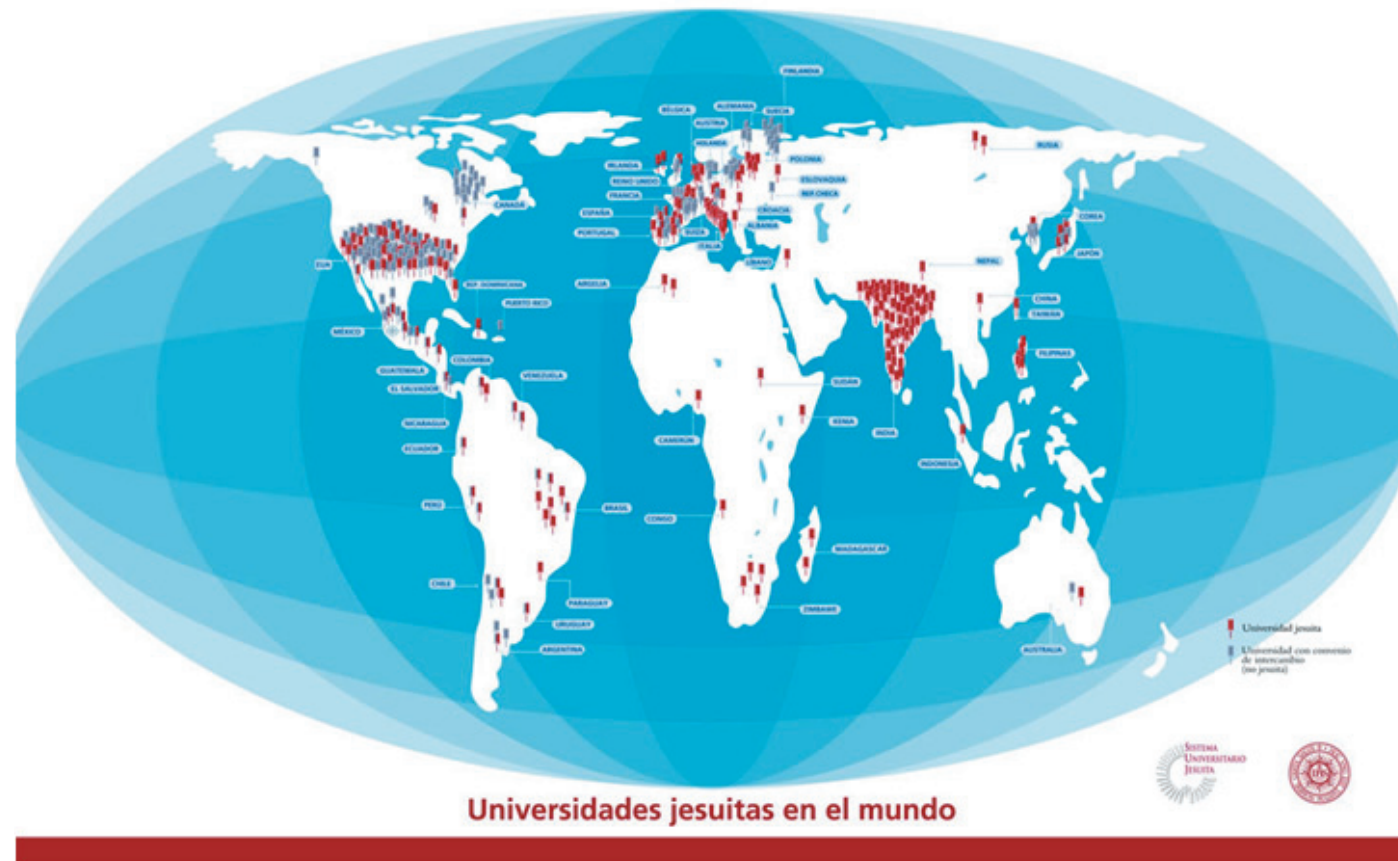 FINLANDIA
BÉLGICA
ALEMANIA
SUECIA
AUSTRIA
HOLANDA
POLONIA
IRLANDA
REINO UNIDO
FRANCIA
ESPAÑA
PORTUGAL
SUIZA
ITALIA
ESLOVAQUIA
REP. CHECA
CROACIA
ALBANIA
LÍBANO
RUSIA
COREA
JAPÓN
NEPAL
CHINA
TAIWÁN
FILIPINAS
INDIA
INDONESIA
CANADÁ
EUA
REP. DOMINICANA
PUERTO RICO
MÉXICO
GUATEMALA
EL SALVADOR
NICARAGUA
COLOMBIA
VENEZUELA
ECUADOR
PERÚ
BRASIL
CHILE
PARAGUAY
URUGUAY
ARGENTINA
ARGELIA
SUDÁN
KENIA
CAMERÚN
CONGO
MADAGASCAR
ZIMBAWE
AUSTRALIA
Universidad jesuita
Universidad con convenio
de intercambio
(no jesuita)
SISTEMA
UNIVERSITARIO
JESUITA
Universidades jesuitas en el mundo